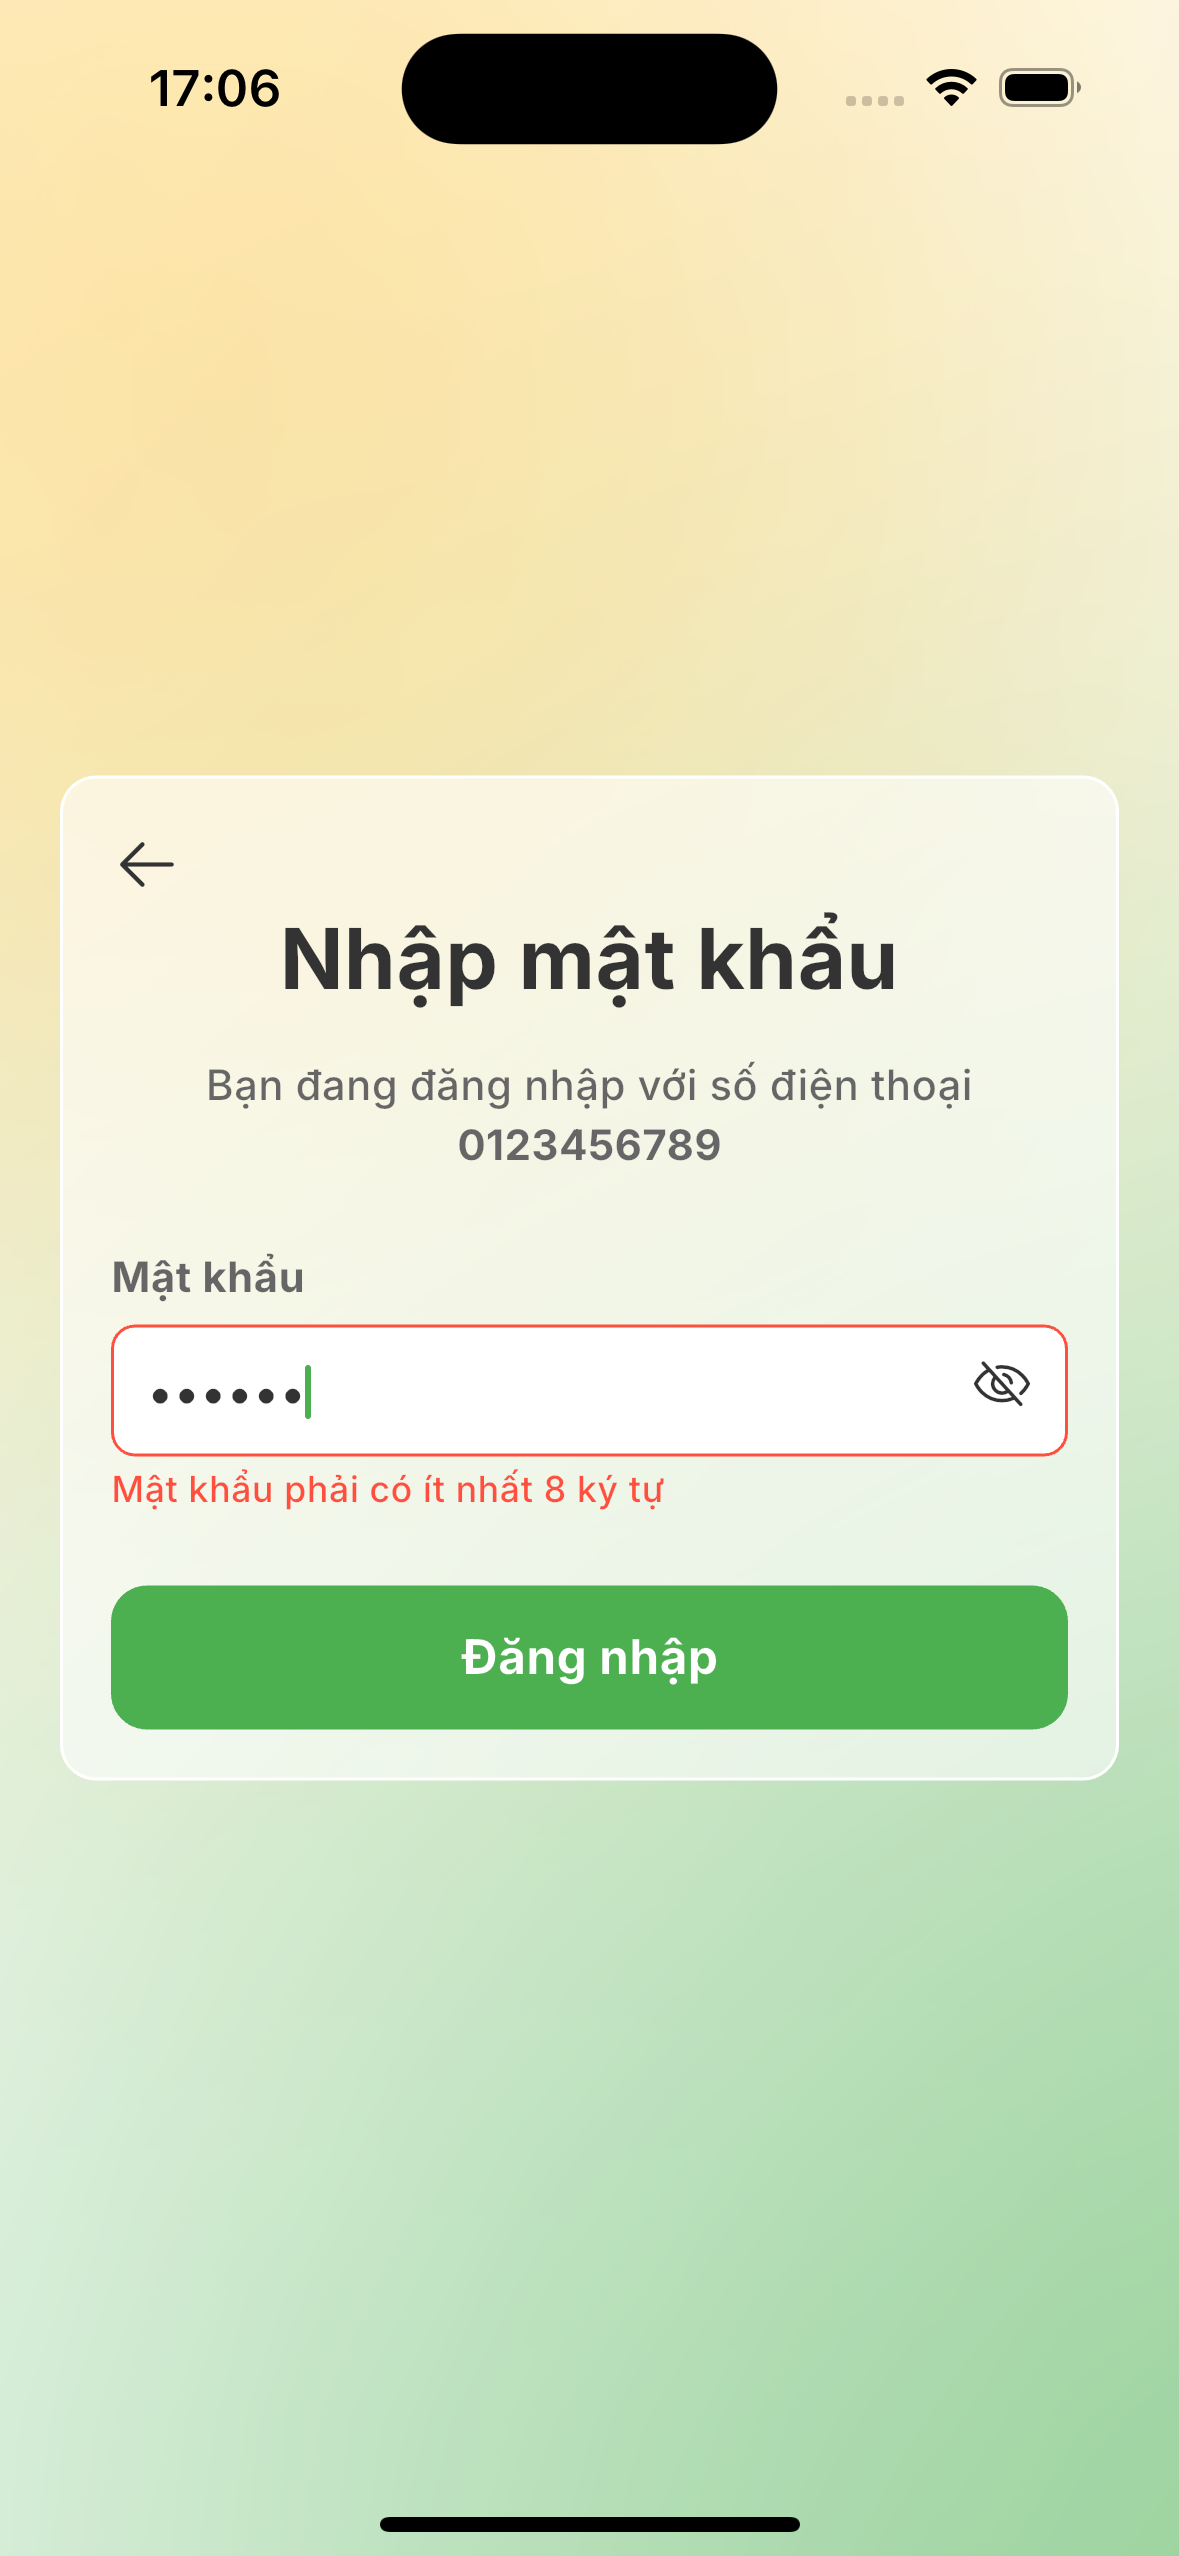 17:06
Nhập mật khẩu
Bạn đang đăng nhập với số điện thoại
0123456789
Mật khẩu
••••••
Mật khẩu phải có ít nhất 8 ký tự
Đăng nhập